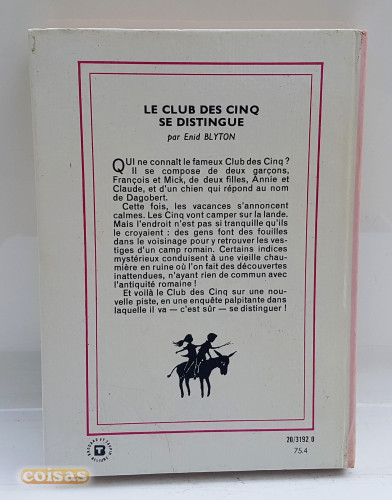 LE CLUB DES CINQ
SE DISTINGUE
par Enid BLYTON
QUI ne connaît le fameux Club des Cinq ?
Il se compose de deux garçons,
François et Mick, de deux filles, Annie et
Claude, et d'un chien qui répond au nom
de Dagobert.
Cette fois, les vacances s'annoncent
calmes. Les Cinq vont camper sur la lande.
Mais l'endroit n'est pas si tranquille qu'ils
le croyaient : des gens font des fouilles
dans le voisinage pour y retrouver les ves-
tiges d'un camp romain. Certains indices
mystérieux conduisent à une vieille chau-
mière en ruine où l'on fait des découvertes
inattendues, n'ayant rien de commun avec
l'antiquité romaine !
Et voilà le Club des Cinq sur une nou-
velle piste, en une enquête palpitante dans
laquelle il va — c'est sûr — se distinguer !
20/3192 0
75.4
T
coisas